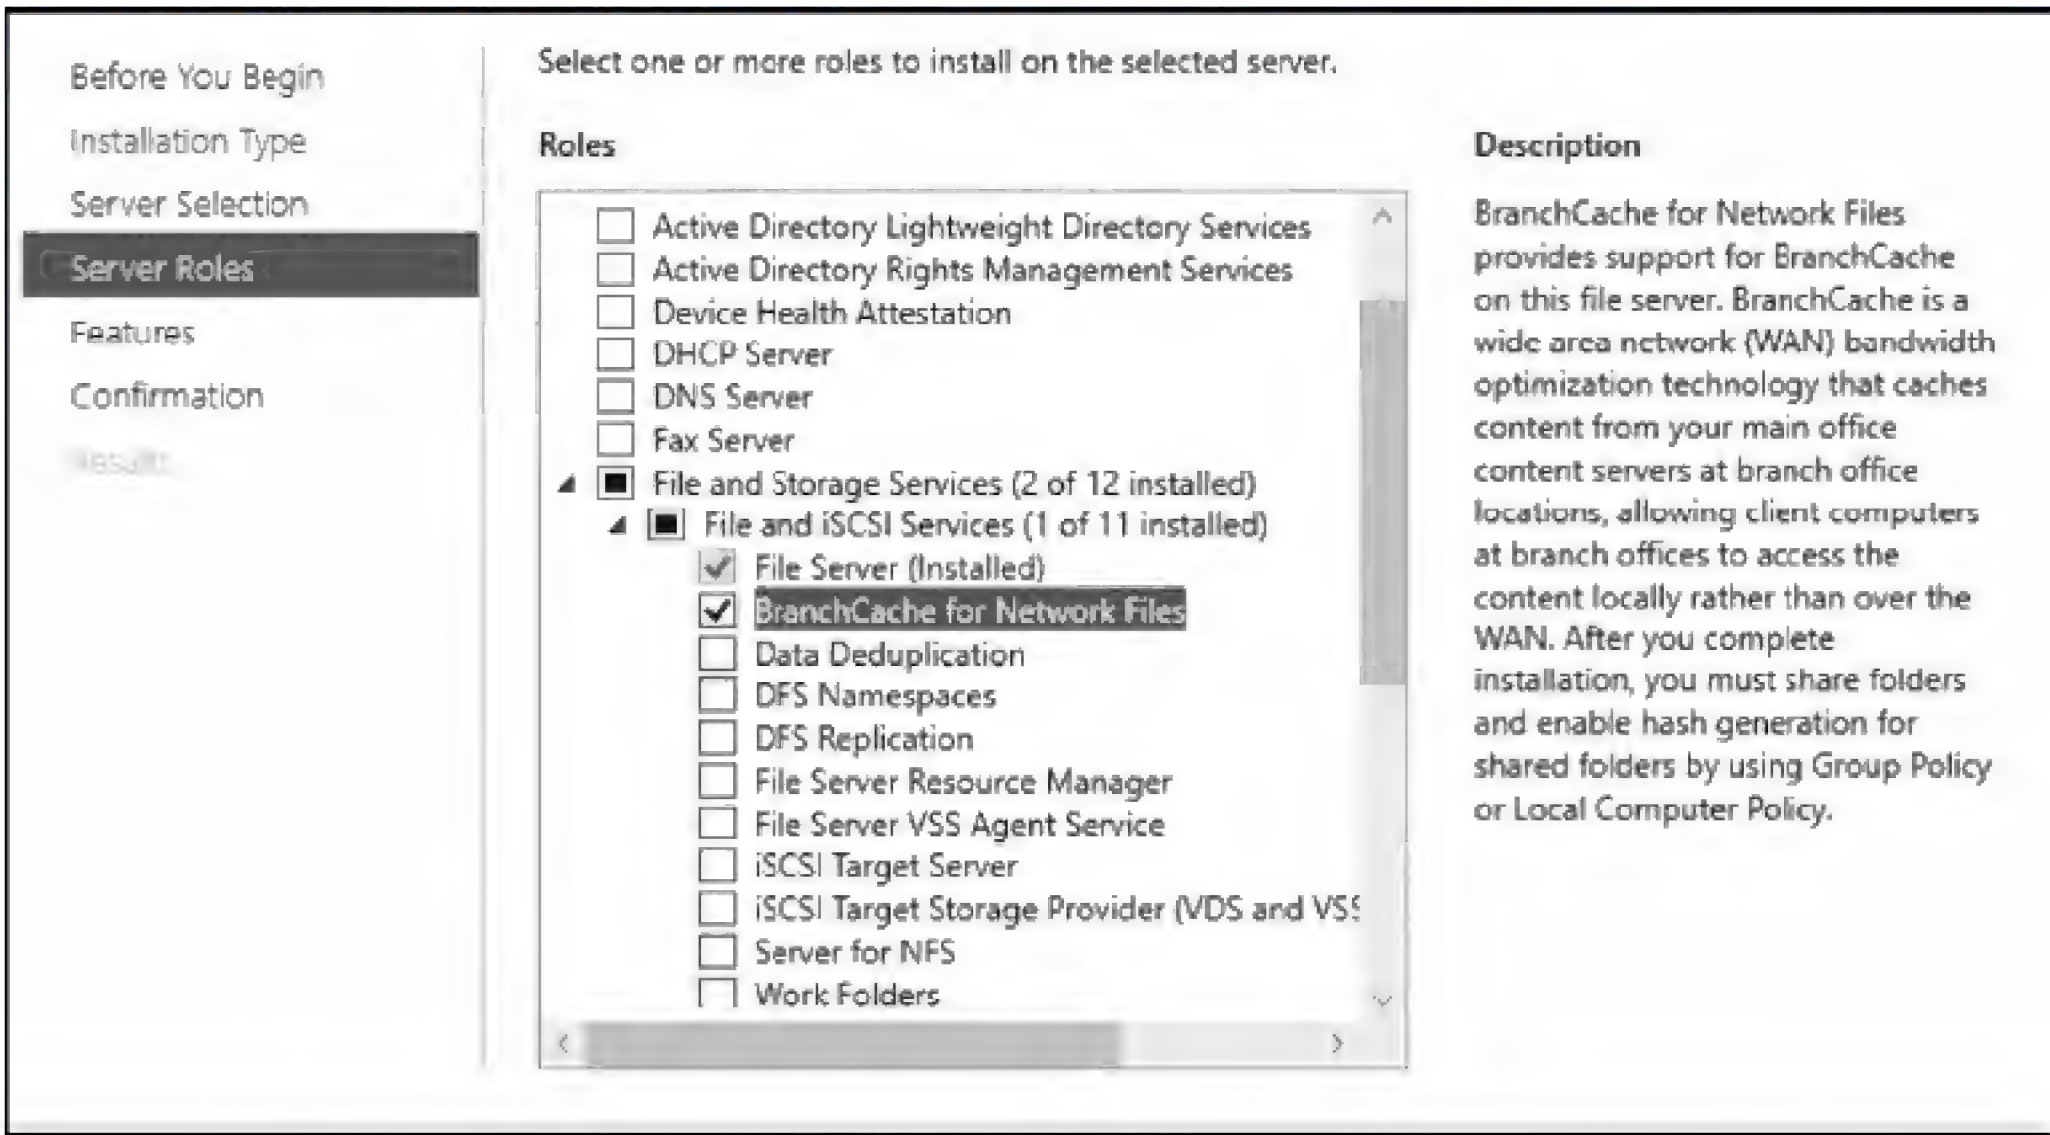 Before You Begin
Installation Type
Server Selection
Server Roles
Features
Confirmation
Results
Select one or more roles to install on the selected server.
Roles
Active Directory Lightweight Directory Services
Active Directory Rights Management Services
Device Health Attestation
DHCP Server
DNS Server
Fax Server
File and Storage Services (2 of 12 installed)
File and iSCSI Services (1 of 11 installed)
File Server (Installed)
BranchCache for Network Files
Data Deduplication
DFS Namespaces
DFS Replication
File Server Resource Manager
File Server VSS Agent Service
iSCSI Target Server
iSCSI Target Storage Provider (VDS and VSS
Server for NFS
Work Folders
Description
BranchCache for Network Files
provides support for BranchCache
on this file server. BranchCache is a
wide area network (WAN) bandwidth
optimization technology that caches
content from your main office
content servers at branch office
locations, allowing client computers
at branch offices to access the
content locally rather than over the
WAN. After you complete
installation, you must share folders
and enable hash generation for
shared folders by using Group Policy
or Local Computer Policy.